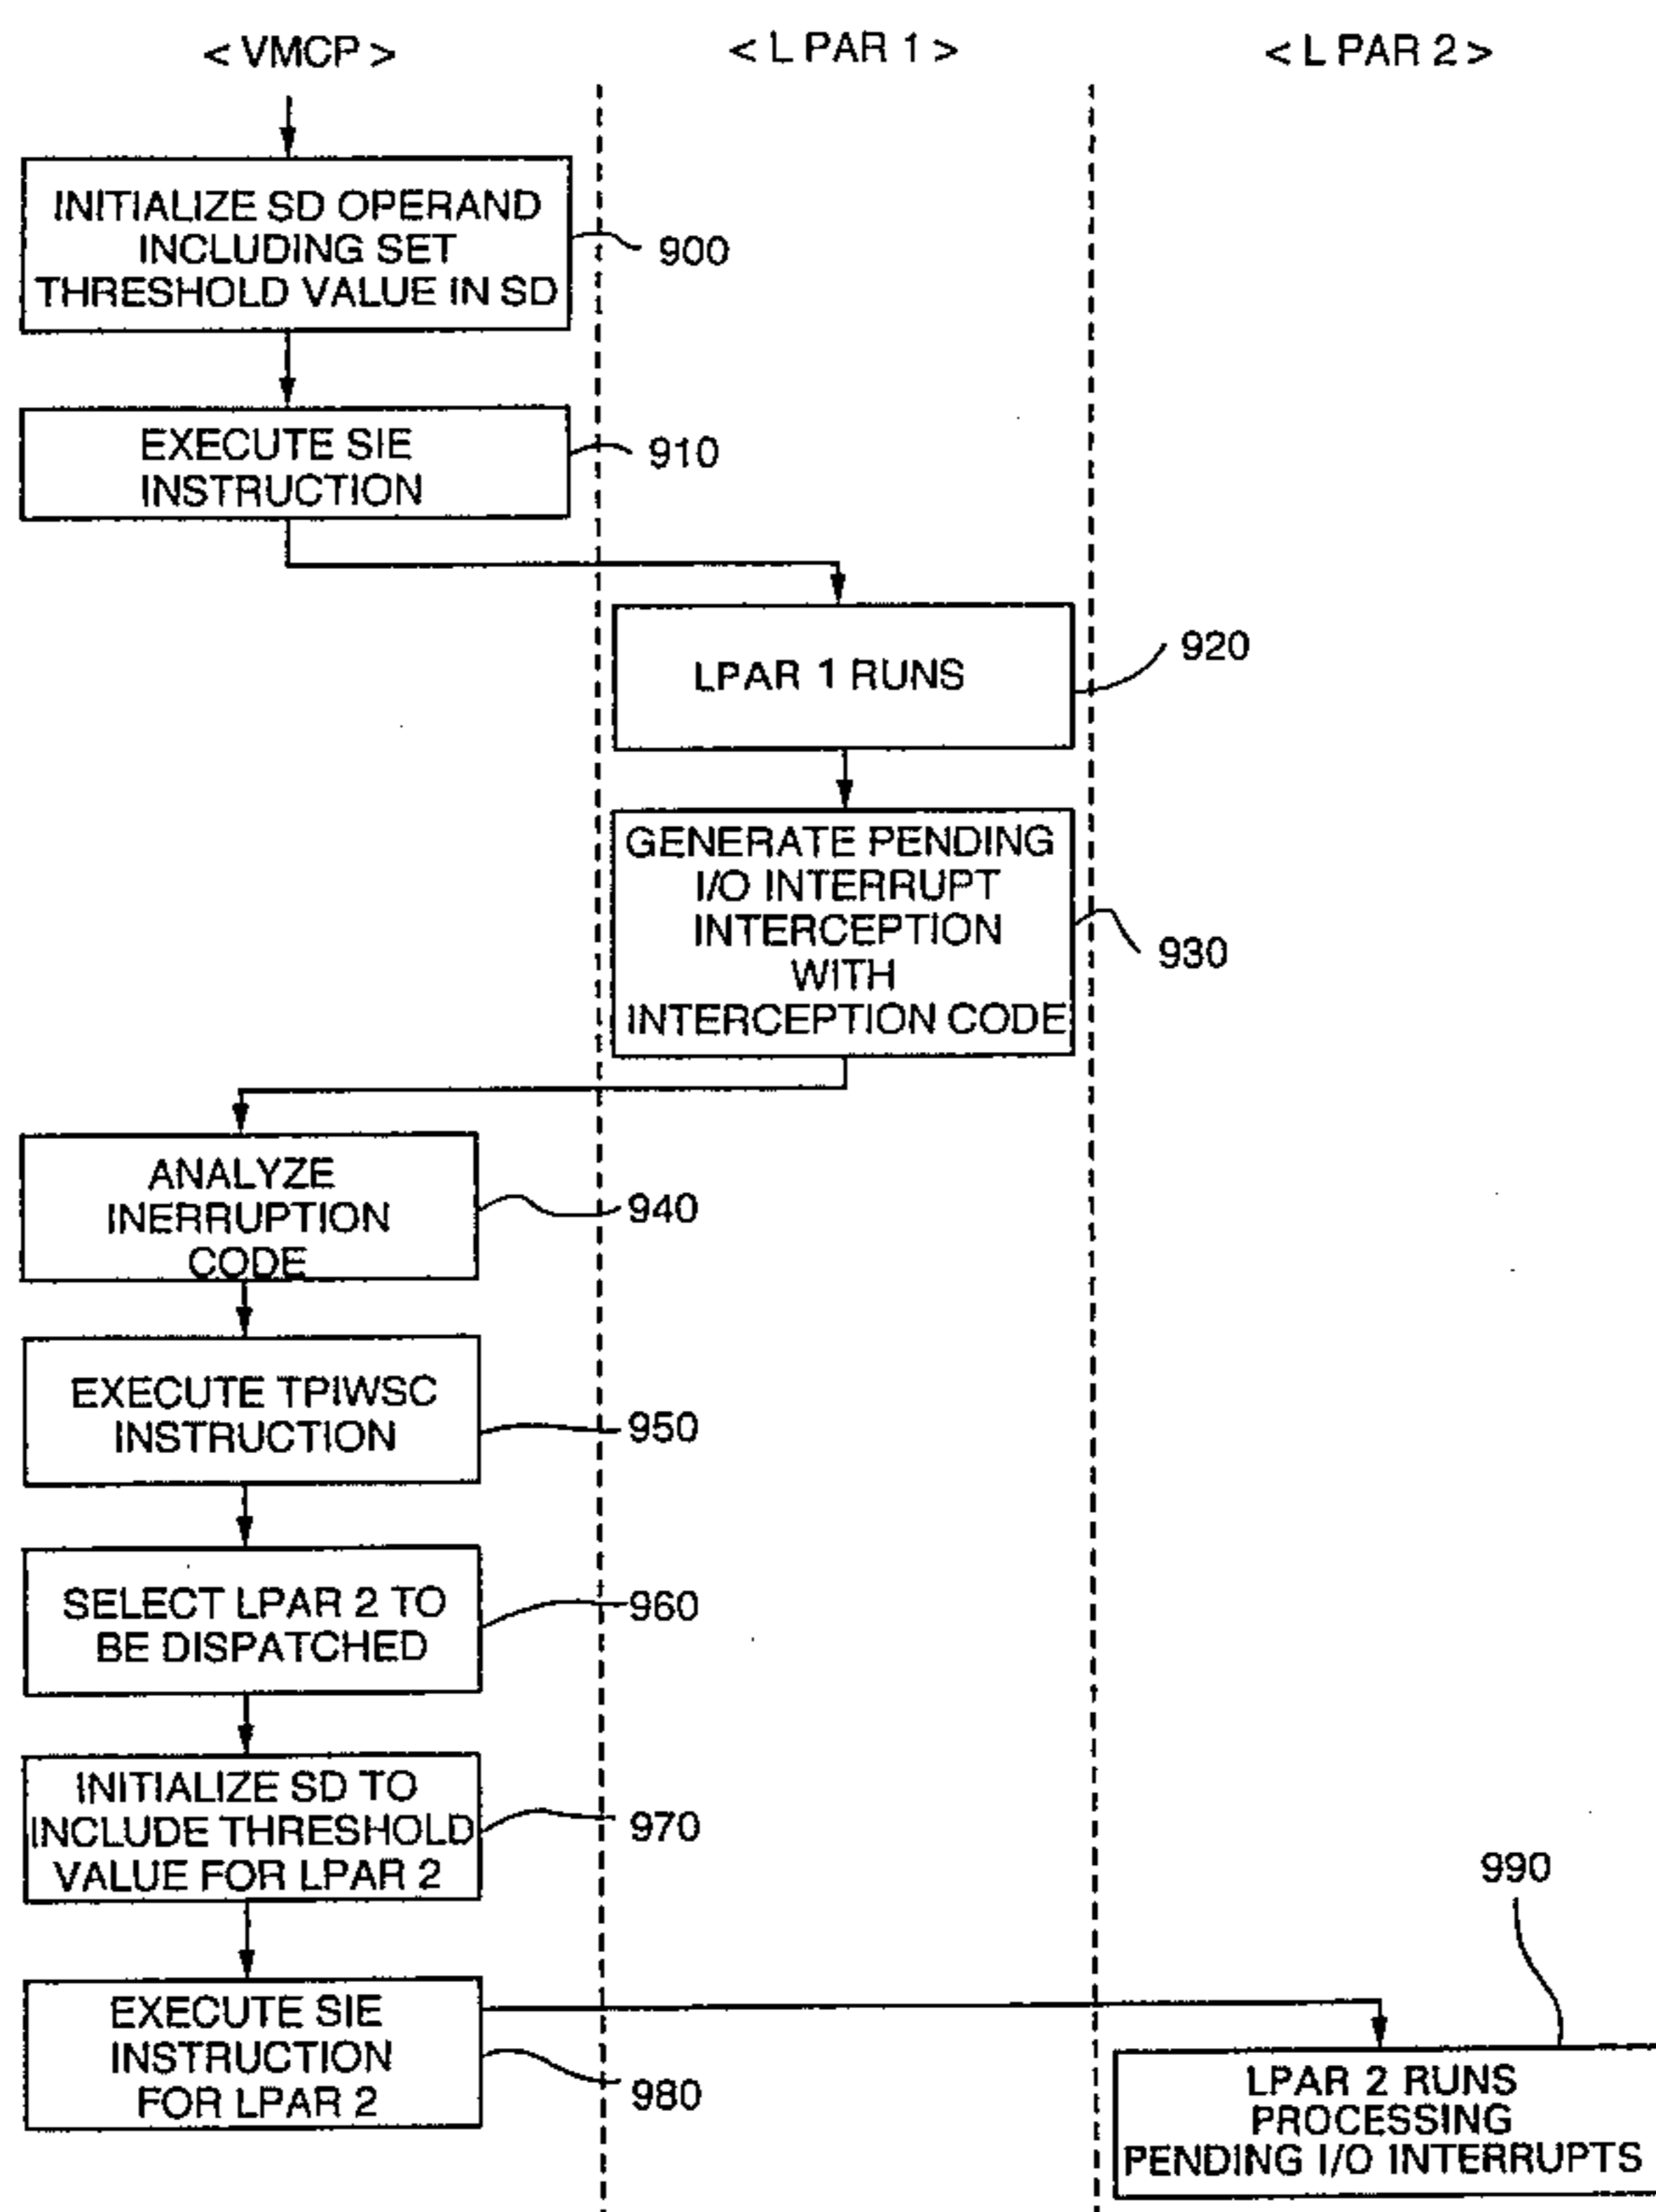 < VMCP >
< L PAR 1 >
< L PAR 2 >
INITIALIZE SD OPERAND
INCLUDING SET
THRESHOLD VALUE IN SD
900
EXECUTE SIE
INSTRUCTION
910
LPAR 1 RUNS
920
GENERATE PENDING
I/O INTERRUPT
INTERCEPTION
WITH
INTERCEPTION CODE
930
ANALYZE
INERRUPTION
CODE
940
EXECUTE TPIWSC
INSTRUCTION
950
SELECT LPAR 2 TO
BE DISPATCHED
960
INITIALIZE SD TO
INCLUDE THRESHOLD
VALUE FOR LPAR 2
970
EXECUTE SIE
INSTRUCTION
FOR LPAR 2
980
990
LPAR 2 RUNS
PROCESSING
PENDING I/O INTERRUPTS